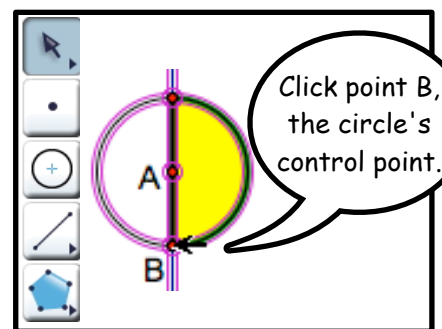 Click point B,
the circle's
control point.
A
B